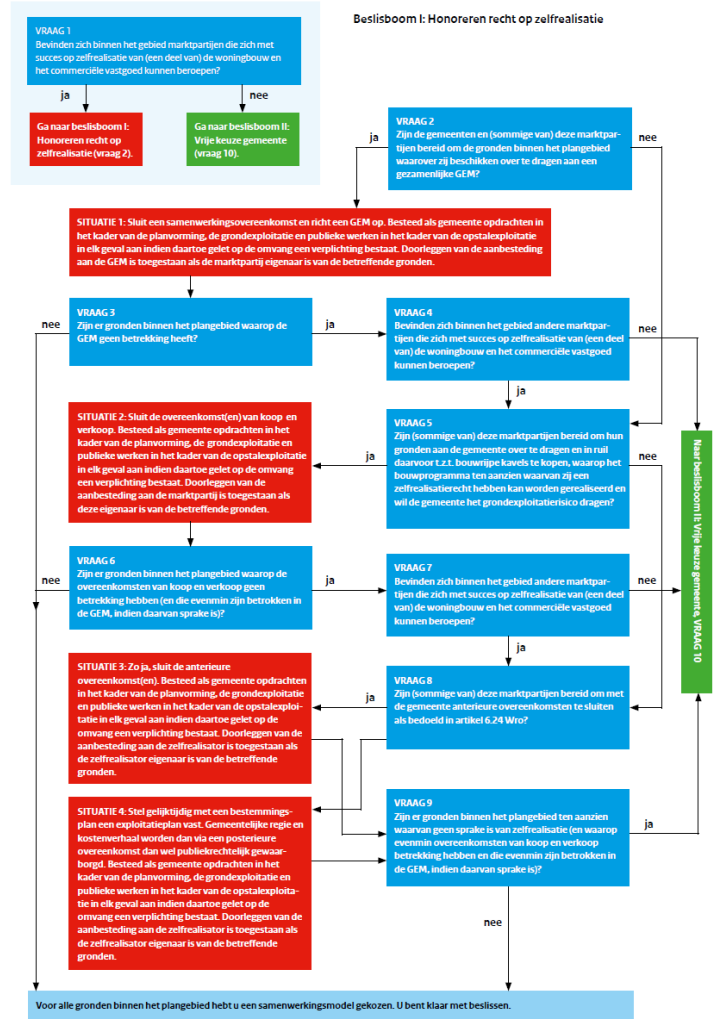 Beslisboom I: Honoreren recht op zelfrealisatie
VRAAG 1
Bevinden zich binnen het gebied marktpartijen die zich met
succes op zelfrealisatie van (een deel van) de woningbouw en
het commerciële vastgoed kunnen beroepen?
ja
nee
Ga naar beslisboom I:
Honoreren recht op
zelfrealisatie (vraag 2).
Ga naar beslisboom II:
Vrije keuze gemeente
(vraag 10).
VRAAG 2
Zijn de gemeenten en (sommige van) deze marktpar-
tijen bereid om de gronden binnen het plangebied
waarover zij beschikken over te dragen aan een
gezamenlijke GEM?
ja
nee
SITUATIE 1: Sluit een samenwerkingsovereenkomst en richt een GEM op. Besteed als gemeente opdrachten in
het kader van de planvorming, de grondexploitatie en publieke werken in het kader van de opstalexploitatie
in elk geval aan indien daartoe gelet op de omvang een verplichting bestaat. Doorleggen van de aanbesteding
aan de GEM is toegestaan als de marktpartij eigenaar is van de betreffende gronden.
VRAAG 3
Zijn er gronden binnen het plangebied waarop de
GEM geen betrekking heeft?
nee
ja
VRAAG 4
Bevinden zich binnen het gebied andere marktpar-
tijen die zich met succes op zelfrealisatie van (een deel
van) de woningbouw en het commerciële vastgoed
kunnen beroepen?
nee
ja
SITUATIE 2: Sluit de overeenkomst(en) van koop en
verkoop. Besteed als gemeente opdrachten in het
kader van de planvorming, de grondexploitatie en
publieke werken in het kader van de opstalexploitatie
in elk geval aan indien daartoe gelet op de omvang
een verplichting bestaat. Doorleggen van de
aanbesteding aan de marktpartij is toegestaan als
deze eigenaar is van de betreffende gronden.
ja
VRAAG 5
Zijn (sommige van) deze marktpartijen bereid om hun
gronden aan de gemeente over te dragen en in ruil
daarvoor t.z.t. bouwrijpe kavels te kopen, waarop het
bouwprogramma ten aanzien waarvan zij een
zelfrealisatierecht hebben kan worden gerealiseerd en
wil de gemeente het grondexploitatierisico dragen?
nee
Naar beslisboom II: Vrije keuze gemeente, VRAAG 10
VRAAG 6
Zijn er gronden binnen het plangebied waarop de
overeenkomsten van koop en verkoop geen
betrekking hebben (en die evenmin zijn betrokken in
de GEM, indien daarvan sprake is)?
nee
ja
VRAAG 7
Bevinden zich binnen het gebied andere marktpar-
tijen die zich met succes op zelfrealisatie van (een deel
van) de woningbouw en het commerciële vastgoed
kunnen beroepen?
nee
ja
SITUATIE 3: Zo ja, sluit de anterieure
overeenkomst(en). Besteed als gemeente opdrachten
in het kader van de planvorming, de grondexploitatie
en publieke werken in het kader van de opstalexploi-
tatie in elk geval aan indien daartoe gelet op de
omvang een verplichting bestaat. Doorleggen van de
aanbesteding aan de zelfrealisator is toegestaan als
de zelfrealisator eigenaar is van de betreffende
gronden.
ja
VRAAG 8
Zijn (sommige van) deze marktpartijen bereid om met
de gemeente anterieure overeenkomsten te sluiten
als bedoeld in artikel 6.24 Wro?
SITUATIE 4: Stel gelijktijdig met een bestemmings-
plan een exploitatieplan vast. Gemeentelijke regie en
kostenverhaal worden dan via een posterieure
overeenkomst dan wel publiekrechtelijk gewaar-
borgd. Besteed als gemeente opdrachten in het
kader van de planvorming, de grondexploitatie en
publieke werken in het kader van de opstalexploita-
tie in elk geval aan indien daartoe gelet op de
omvang een verplichting bestaat. Doorleggen van de
aanbesteding aan de zelfrealisator is toegestaan als
de zelfrealisator eigenaar is van de betreffende
gronden.
VRAAG 9
Zijn er gronden binnen het plangebied ten aanzien
waarvan geen sprake is van zelfrealisatie (en waarop
evenmin overeenkomsten van koop en verkoop
betrekking hebben en die evenmin zijn betrokken in
de GEM, indien daarvan sprake is)?
ja
nee
Voor alle gronden binnen het plangebied hebt u een samenwerkingsmodel gekozen. U bent klaar met beslissen.